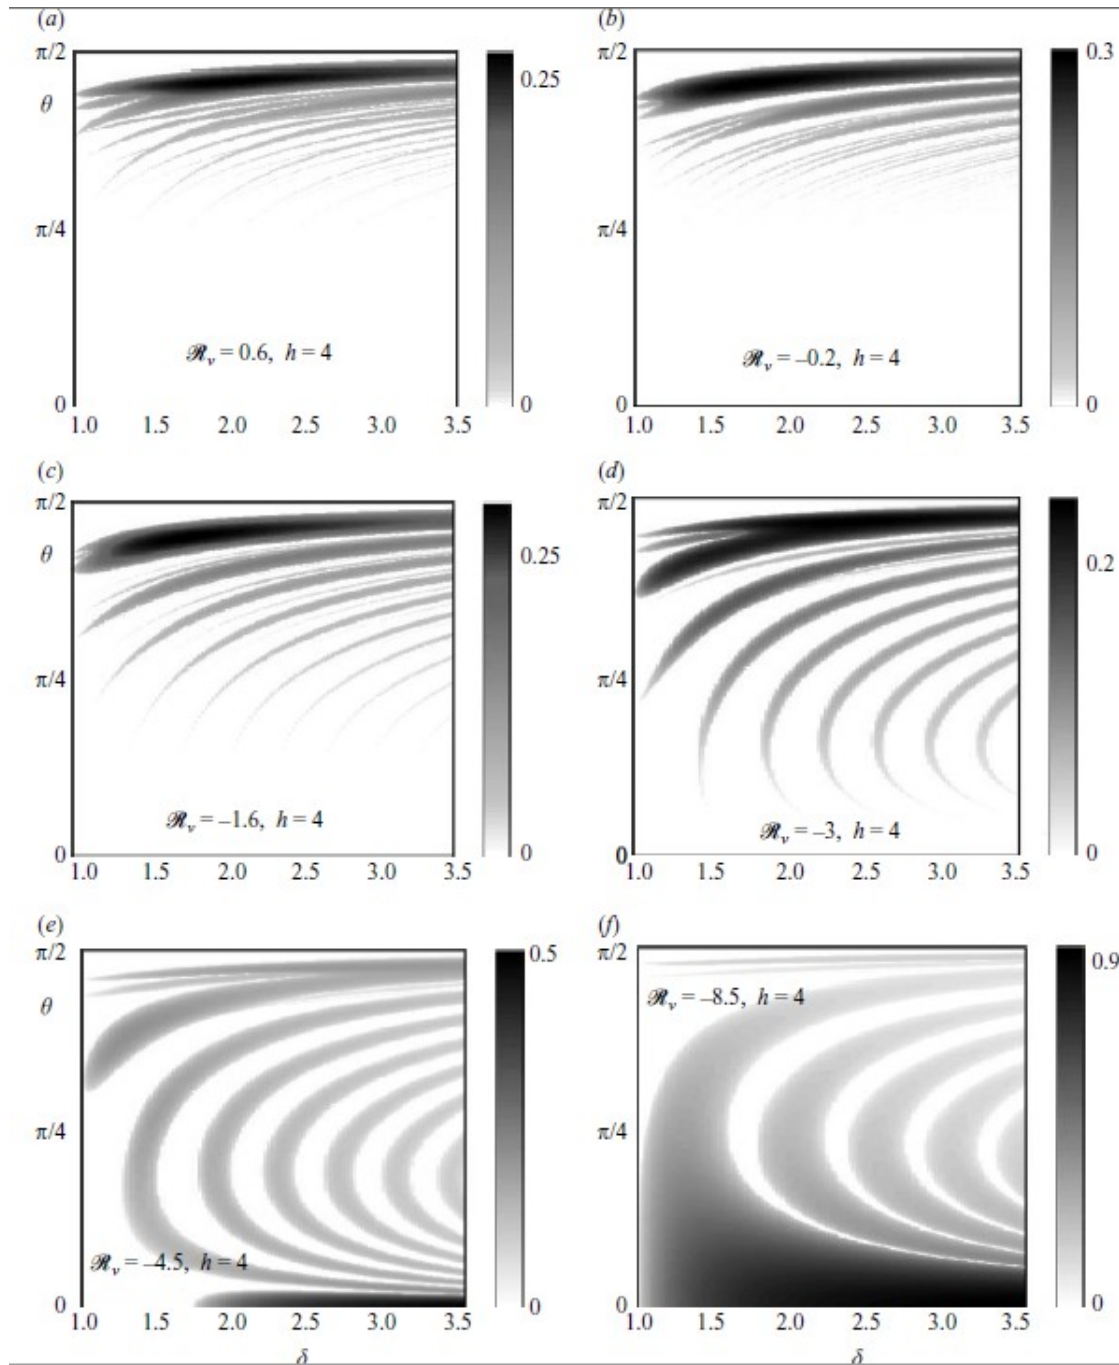 (a)
π/2
θ
π/4
0
1.0 1.5 2.0 2.5 3.0 3.5
ℛv = 0.6, h = 4
0.25
0
(b)
π/2
π/4
0
1.0 1.5 2.0 2.5 3.0 3.5
ℛv = –0.2, h = 4
0.3
0
(c)
π/2
θ
π/4
0
1.0 1.5 2.0 2.5 3.0 3.5
ℛv = –1.6, h = 4
0.25
0
(d)
π/2
π/4
0
1.0 1.5 2.0 2.5 3.0 3.5
ℛv = –3, h = 4
0.2
0
(e)
π/2
θ
π/4
0
1.0 1.5 2.0 2.5 3.0 3.5
ℛv = –4.5, h = 4
δ
0.5
0
(f)
π/2
π/4
0
1.0 1.5 2.0 2.5 3.0 3.5
ℛv = –8.5, h = 4
δ
0.9
0